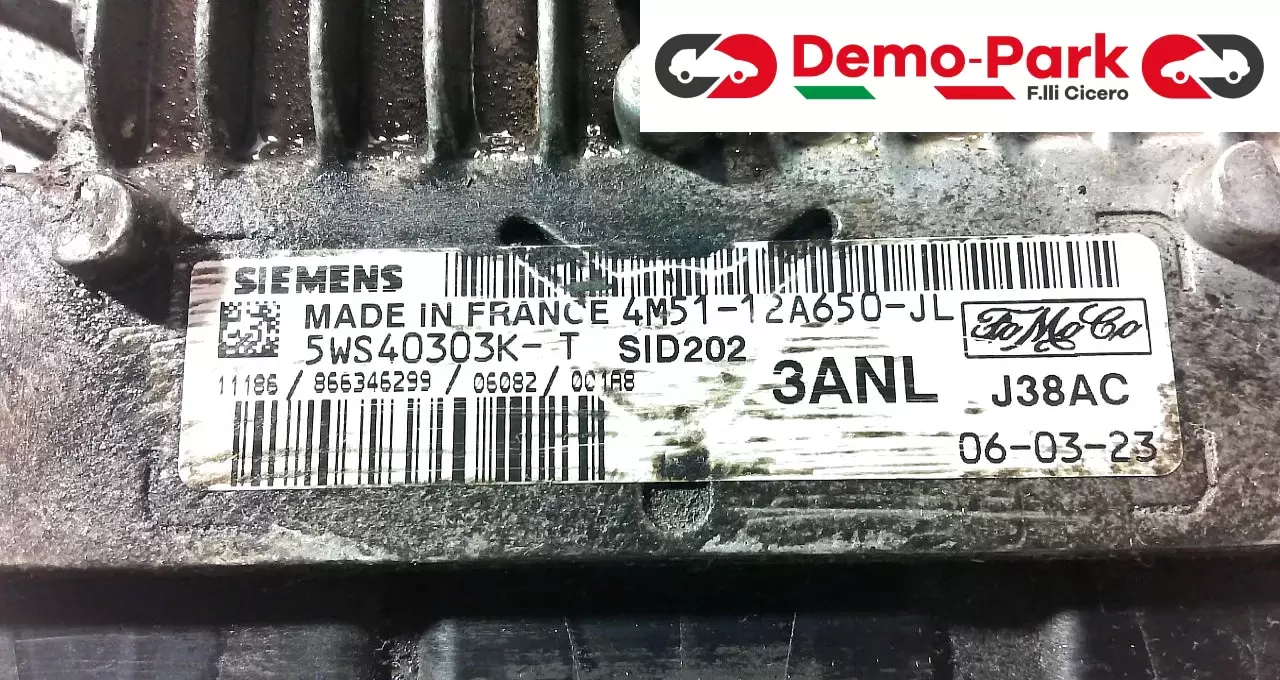 Demo-Park
F.lli Cicero
SIEMENS
MADE IN FRANCE 4M51-12A650-JL
FoMoCo
5WS40303K-T SID202
11186/866346299/06082/001A8
3ANL
J38AC
06-03-23